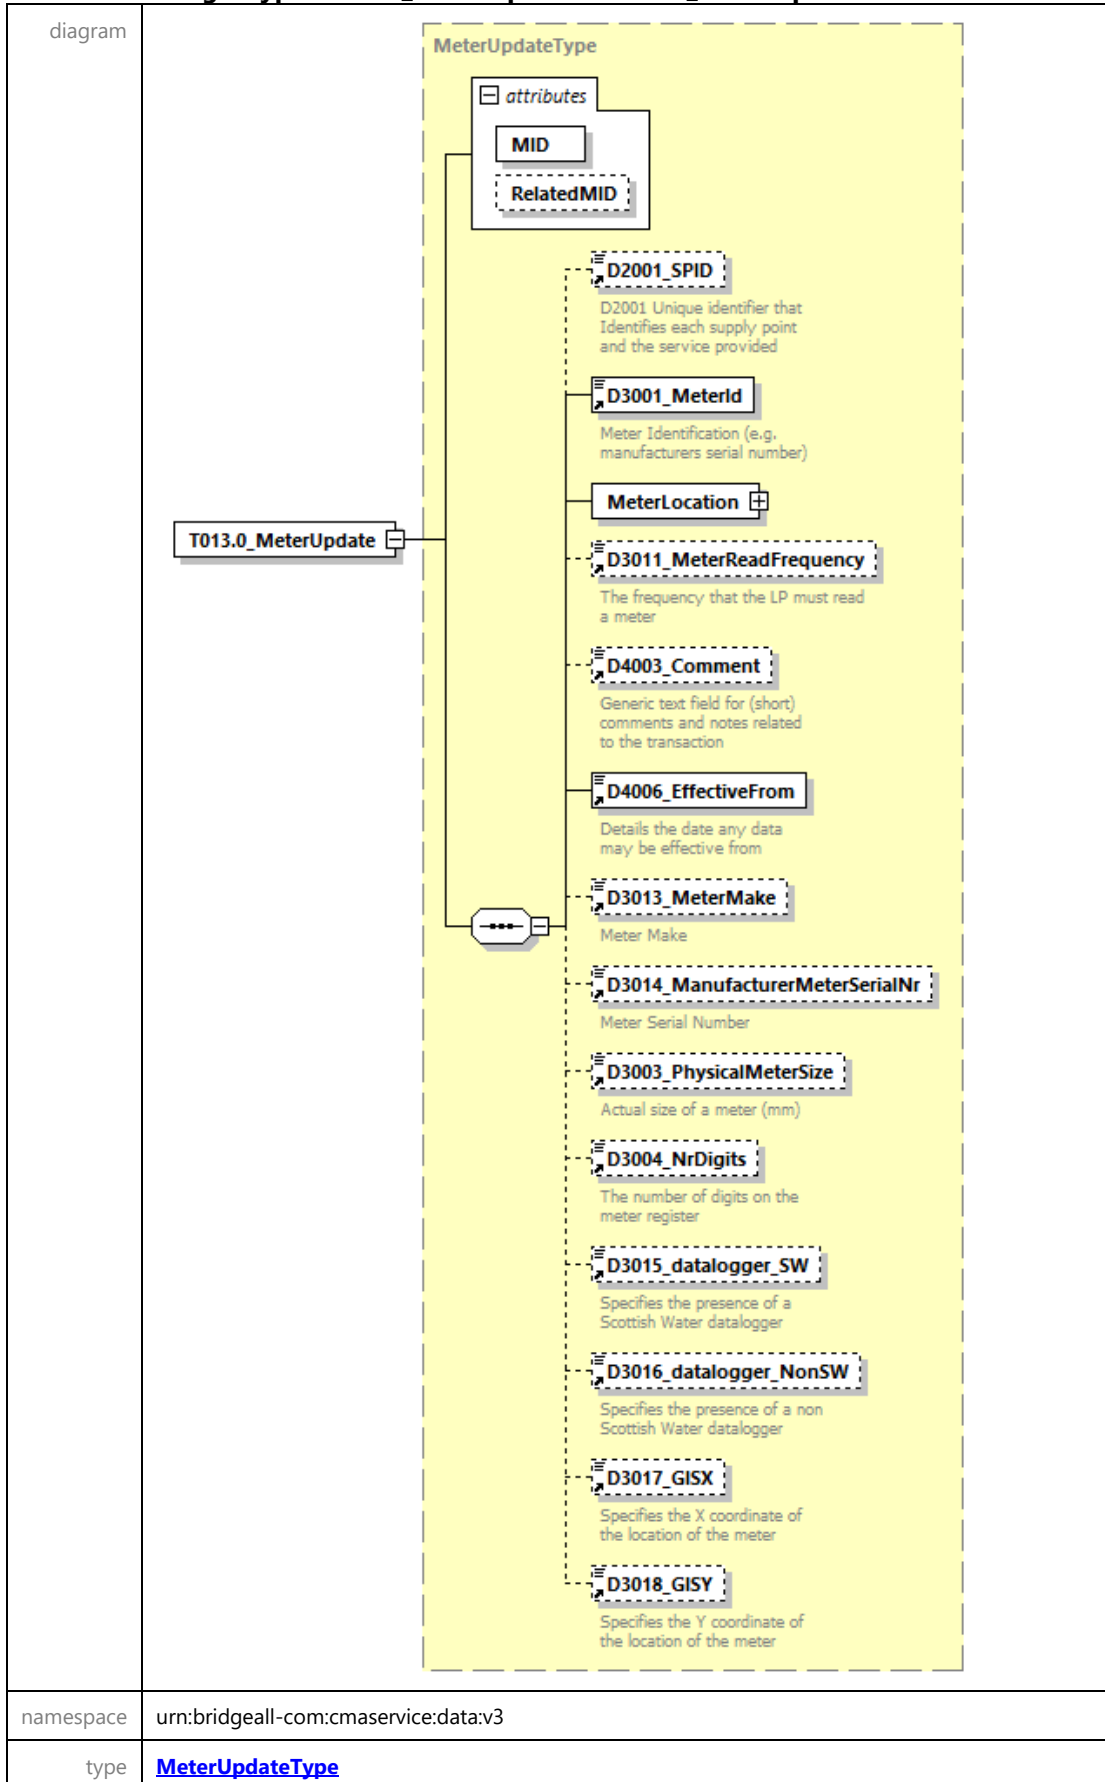 diagram
MeterUpdateType
attributes
MID
RelatedMID
D2001_SPID
D2001 Unique identifier that
Identifies each supply point
and the service provided
D3001_MeterId
Meter Identification (e.g.
manufacturers serial number)
MeterLocation
T013.0_MeterUpdate
D3011_MeterReadFrequency
The frequency that the LP must read
a meter
D4003_Comment
Generic text field for (short)
comments and notes related
to the transaction
D4006_EffectiveFrom
Details the date any data
may be effective from
D3013_MeterMake
Meter Make
D3014_ManufacturerMeterSerialNr
Meter Serial Number
D3003_PhysicalMeterSize
Actual size of a meter (mm)
D3004_NrDigits
The number of digits on the
meter register
D3015_datalogger_SW
Specifies the presence of a
Scottish Water datalogger
D3016_datalogger_NonSW
Specifies the presence of a non
Scottish Water datalogger
D3017_GISX
Specifies the X coordinate of
the location of the meter
D3018_GISY
Specifies the Y coordinate of
the location of the meter
namespace
urn:bridgeall-com:cmaservice:data:v3
type
MeterUpdateType